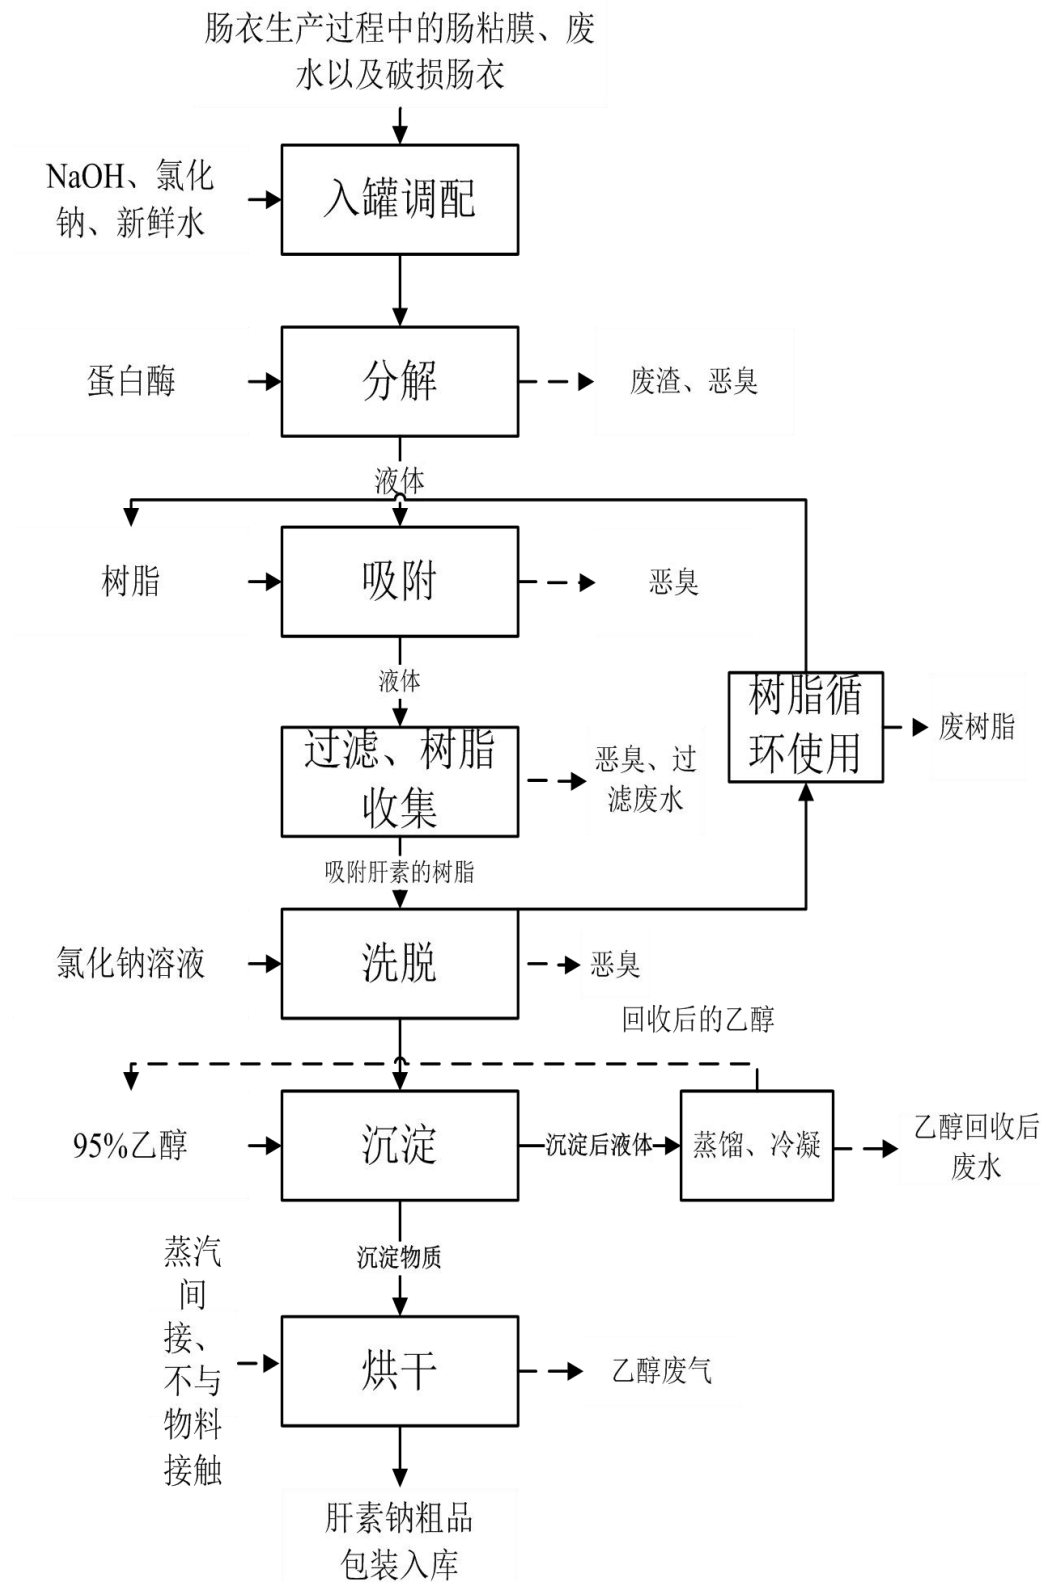 肠衣生产过程中的肠粘膜、废
水以及破损肠衣
NaOH、氯化
钠、新鲜水
入罐调配
蛋白酶
分解
废渣、恶臭
液体
树脂
吸附
恶臭
液体
过滤、树脂
收集
恶臭、过
滤废水
树脂循
环使用
废树脂
吸附肝素的树脂
氯化钠溶液
洗脱
恶臭
回收后的乙醇
95%乙醇
沉淀
沉淀后液体
蒸馏、冷凝
乙醇回收后
废水
沉淀物质
蒸汽
间
接、
不与
物料
接触
烘干
乙醇废气
肝素钠粗品
包装入库